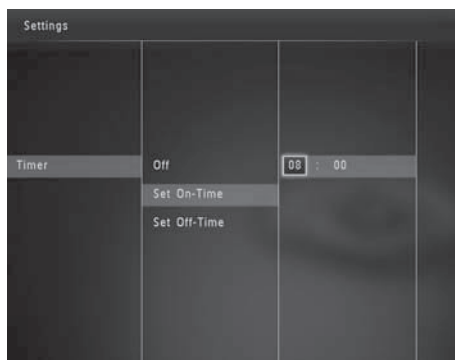 Settings
Timer
Off
08 : 00
Set On-Time
Set Off-Time